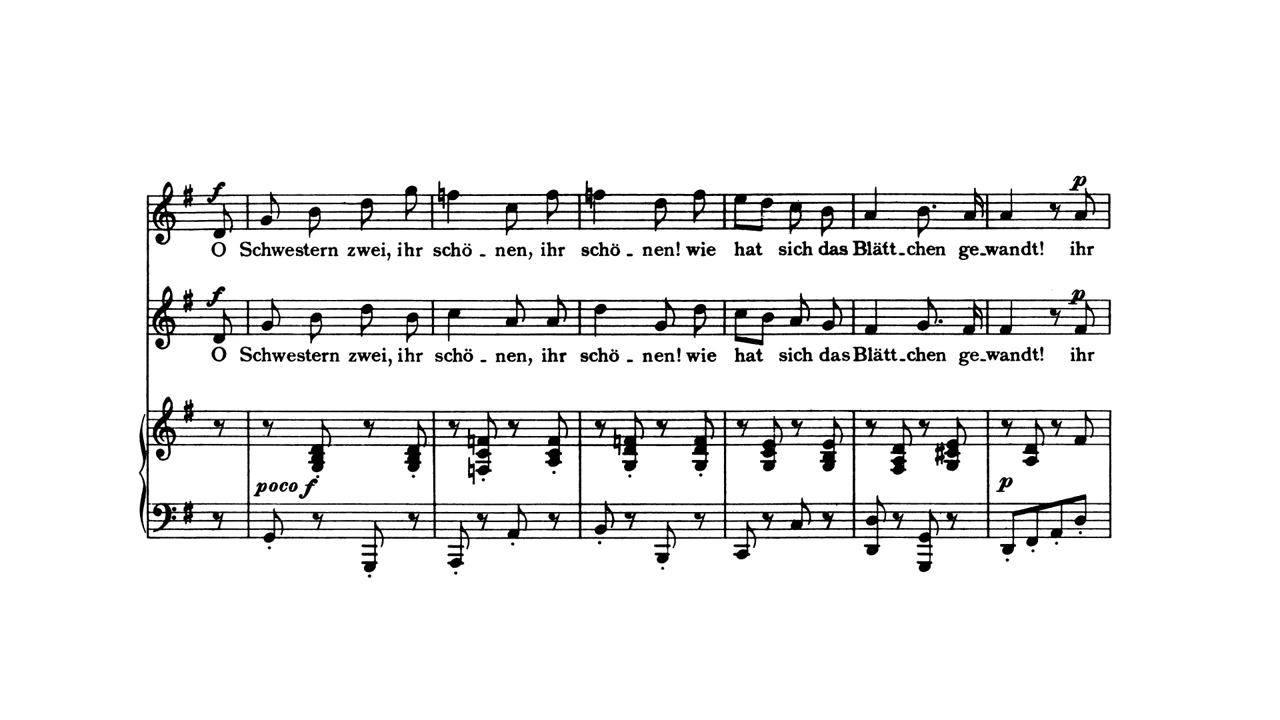 f
O Schwestern zwei, ihr schö - nen, ihr schö - nen! wie hat sich das Blätt-chen ge-wandt! ihr
p
f
O Schwestern zwei, ihr schö - nen, ihr schö - nen! wie hat sich das Blätt-chen ge-wandt! ihr
p
poco f
p